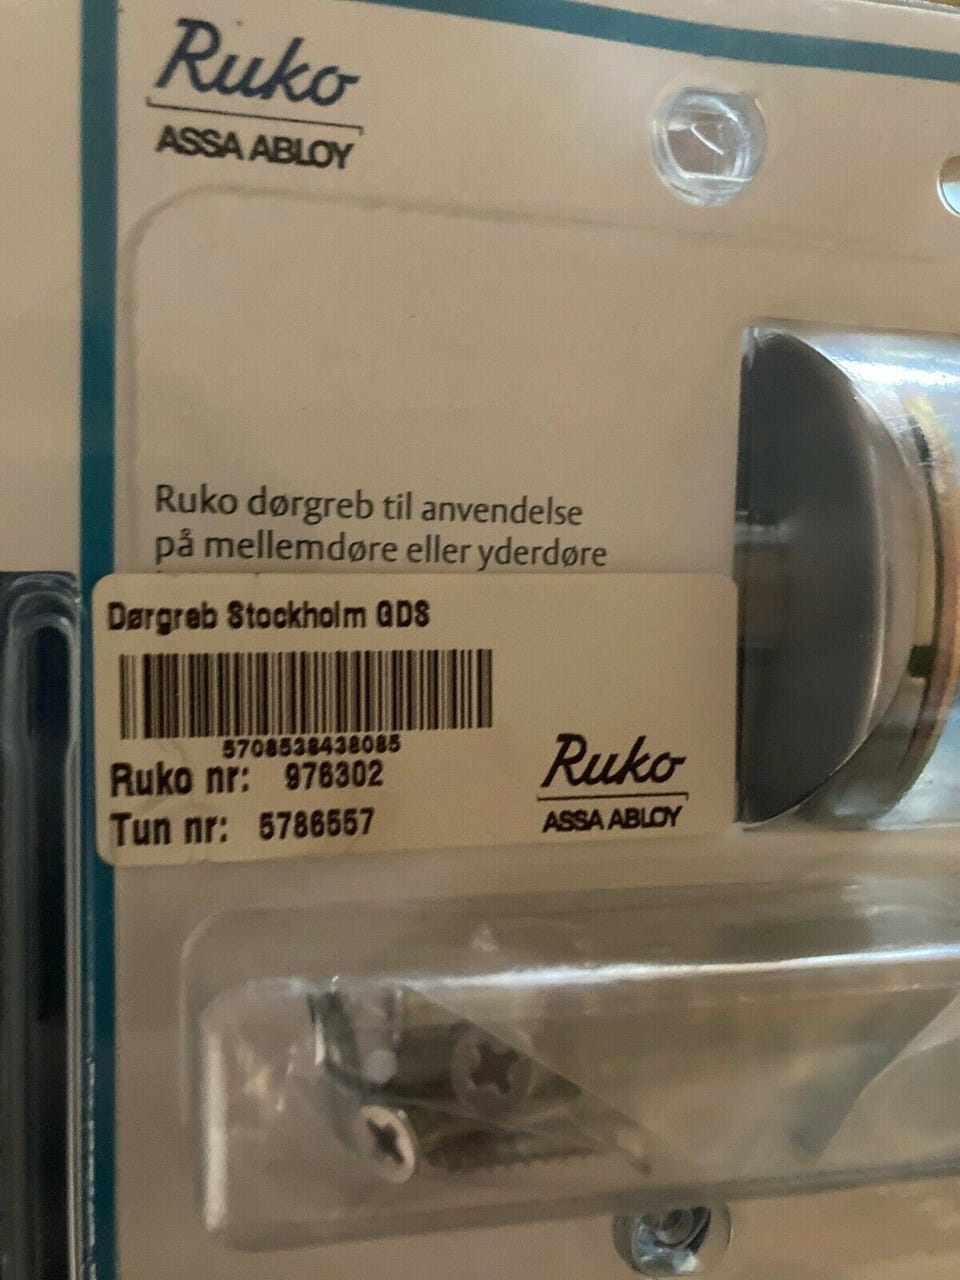 Ruko
ASSA ABLOY
Ruko dørgreb til anvendelse
på mellemdøre eller yderdøre
Dørgreb Stockholm GDS
5708538438085
Ruko nr: 976302
Tun nr: 5786557
Ruko
ASSA ABLOY